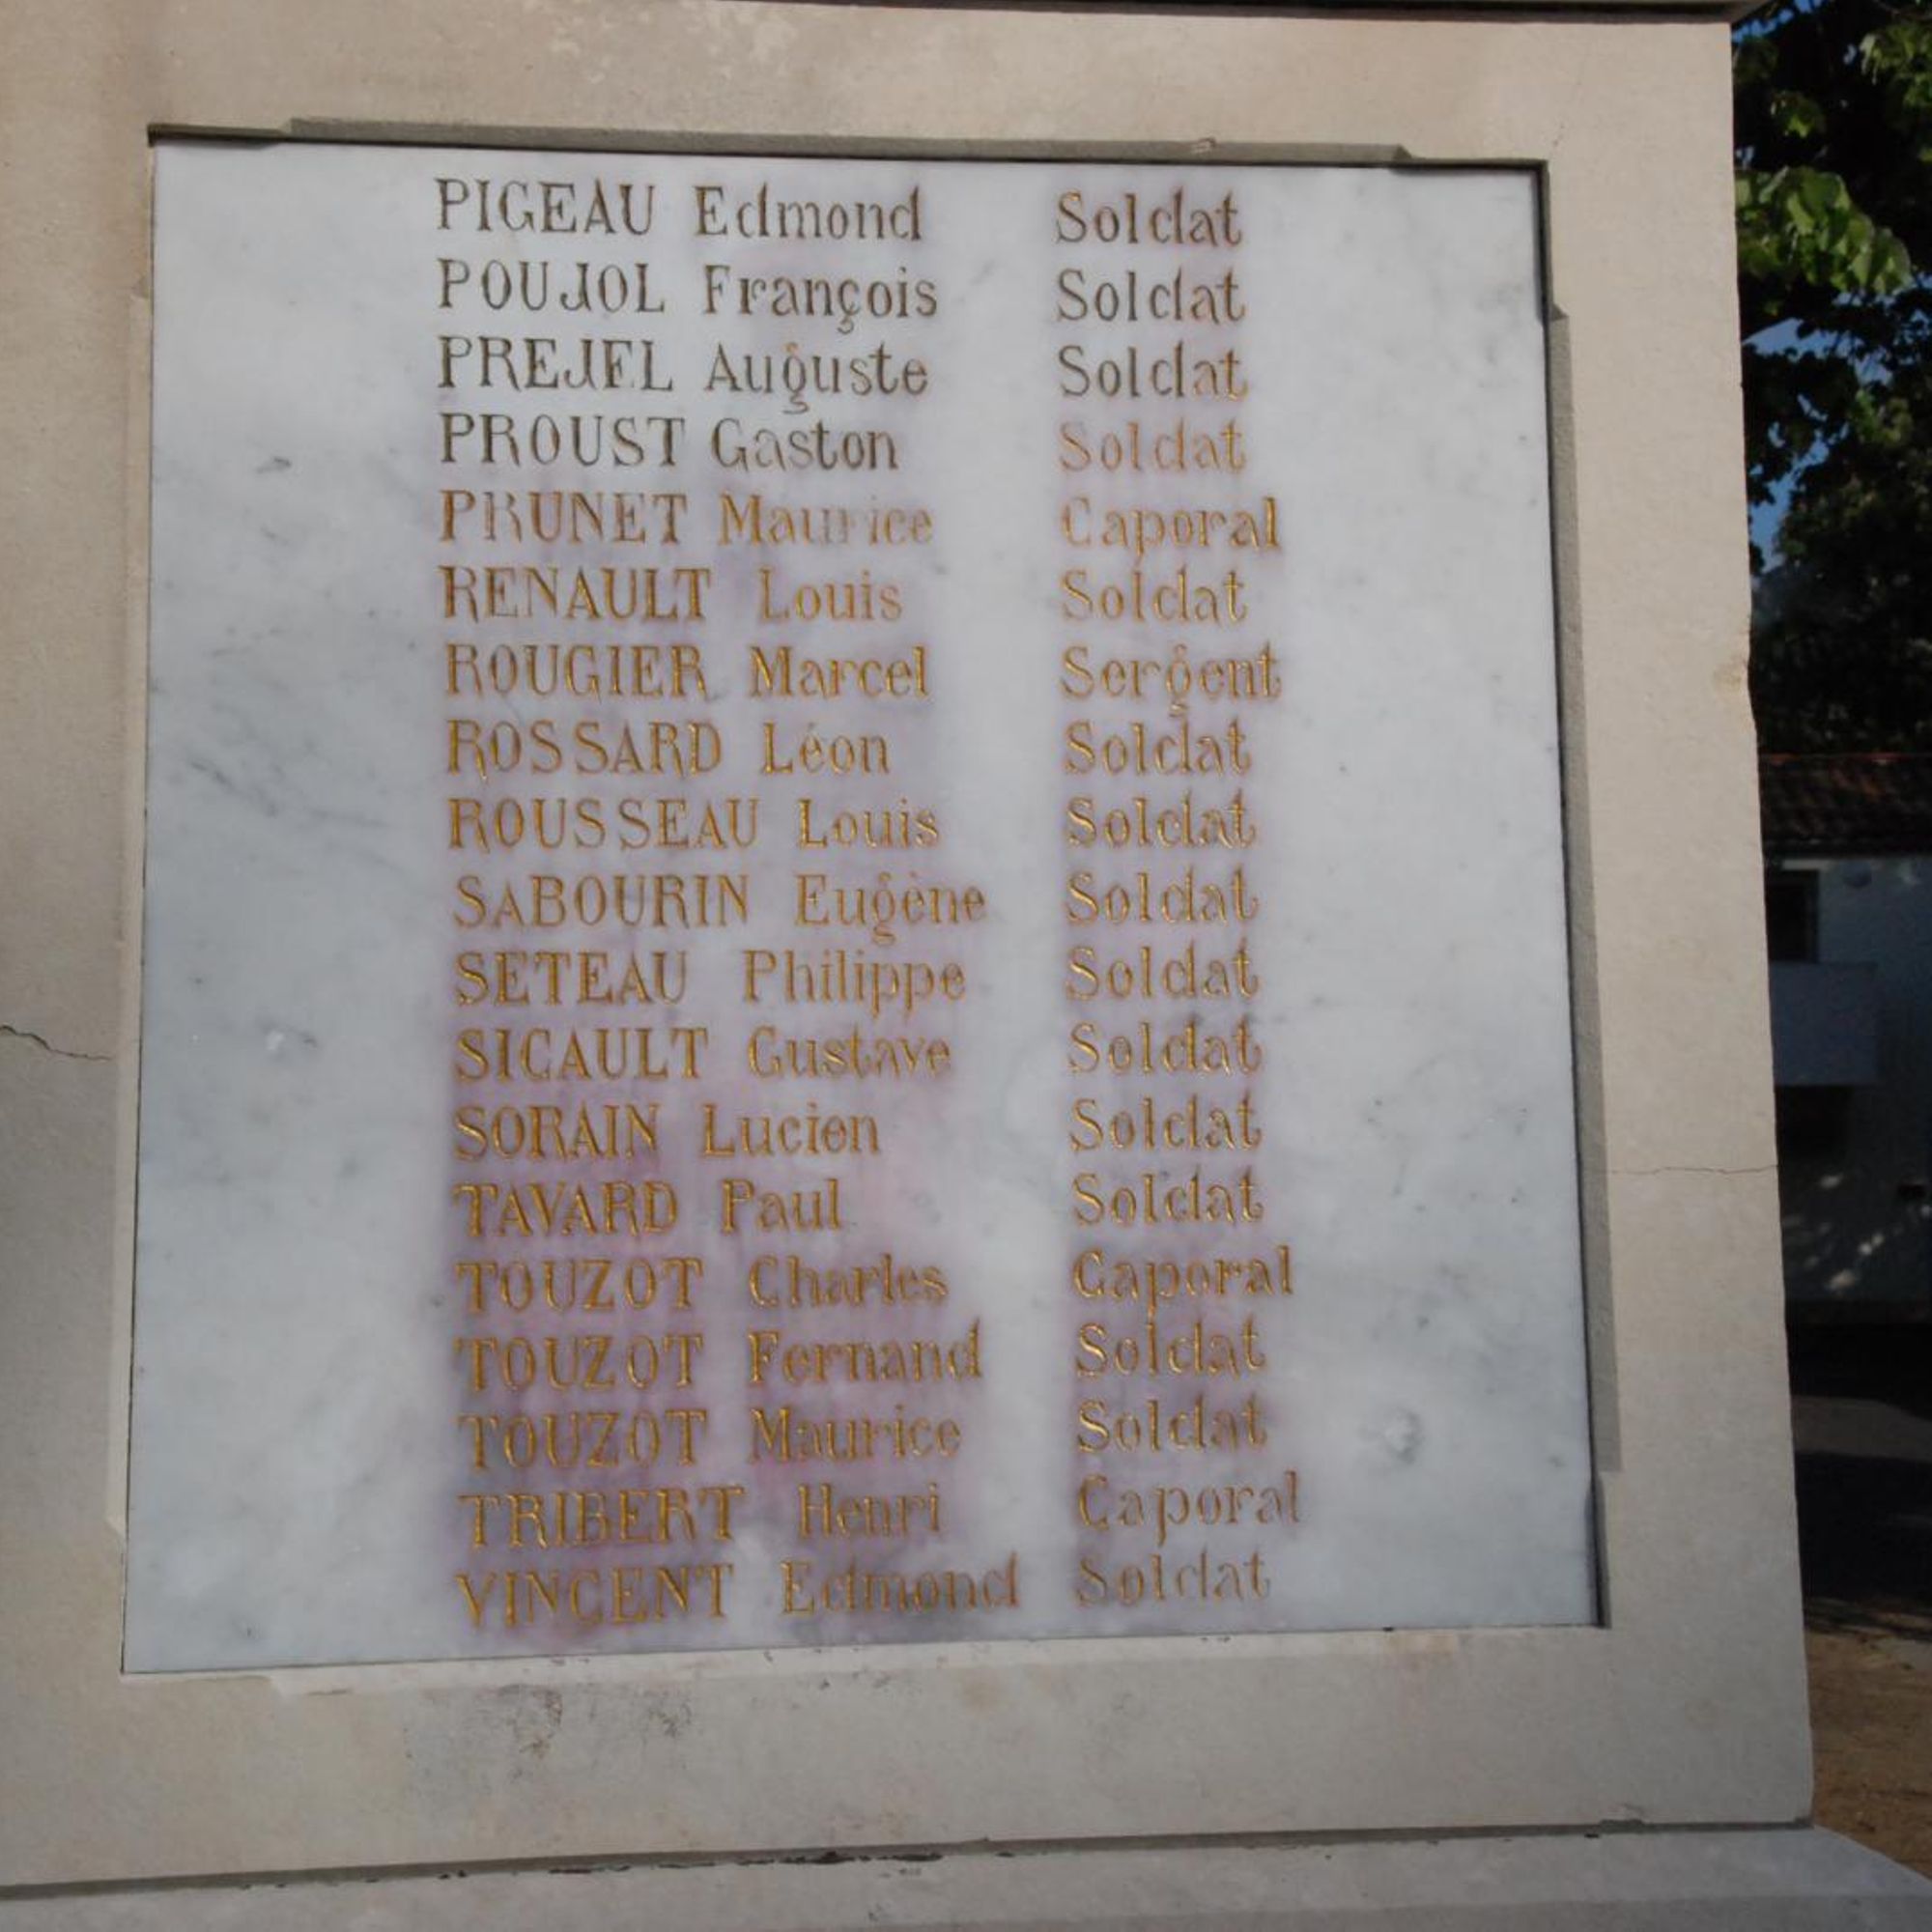 PIGEAU Edmond Soldat
POUJOL François Soldat
PREJEL Auguste Soldat
PROUST Gaston Soldat
PRUNET Maurice Caporal
RENAULT Louis Soldat
ROUGIER Marcel Sergent
ROSSARD Léon Soldat
ROUSSEAU Louis Soldat
SABOURIN Eugène Soldat
SETEAU Philippe Soldat
SICAULT Gustave Soldat
SORAIN Lucien Soldat
TAVARD Paul Soldat
TOUZOT Charles Caporal
TOUZOT Fernand Soldat
TOUZOT Maurice Soldat
TRIBERT Henri Caporal
VINCENT Edmond Soldat